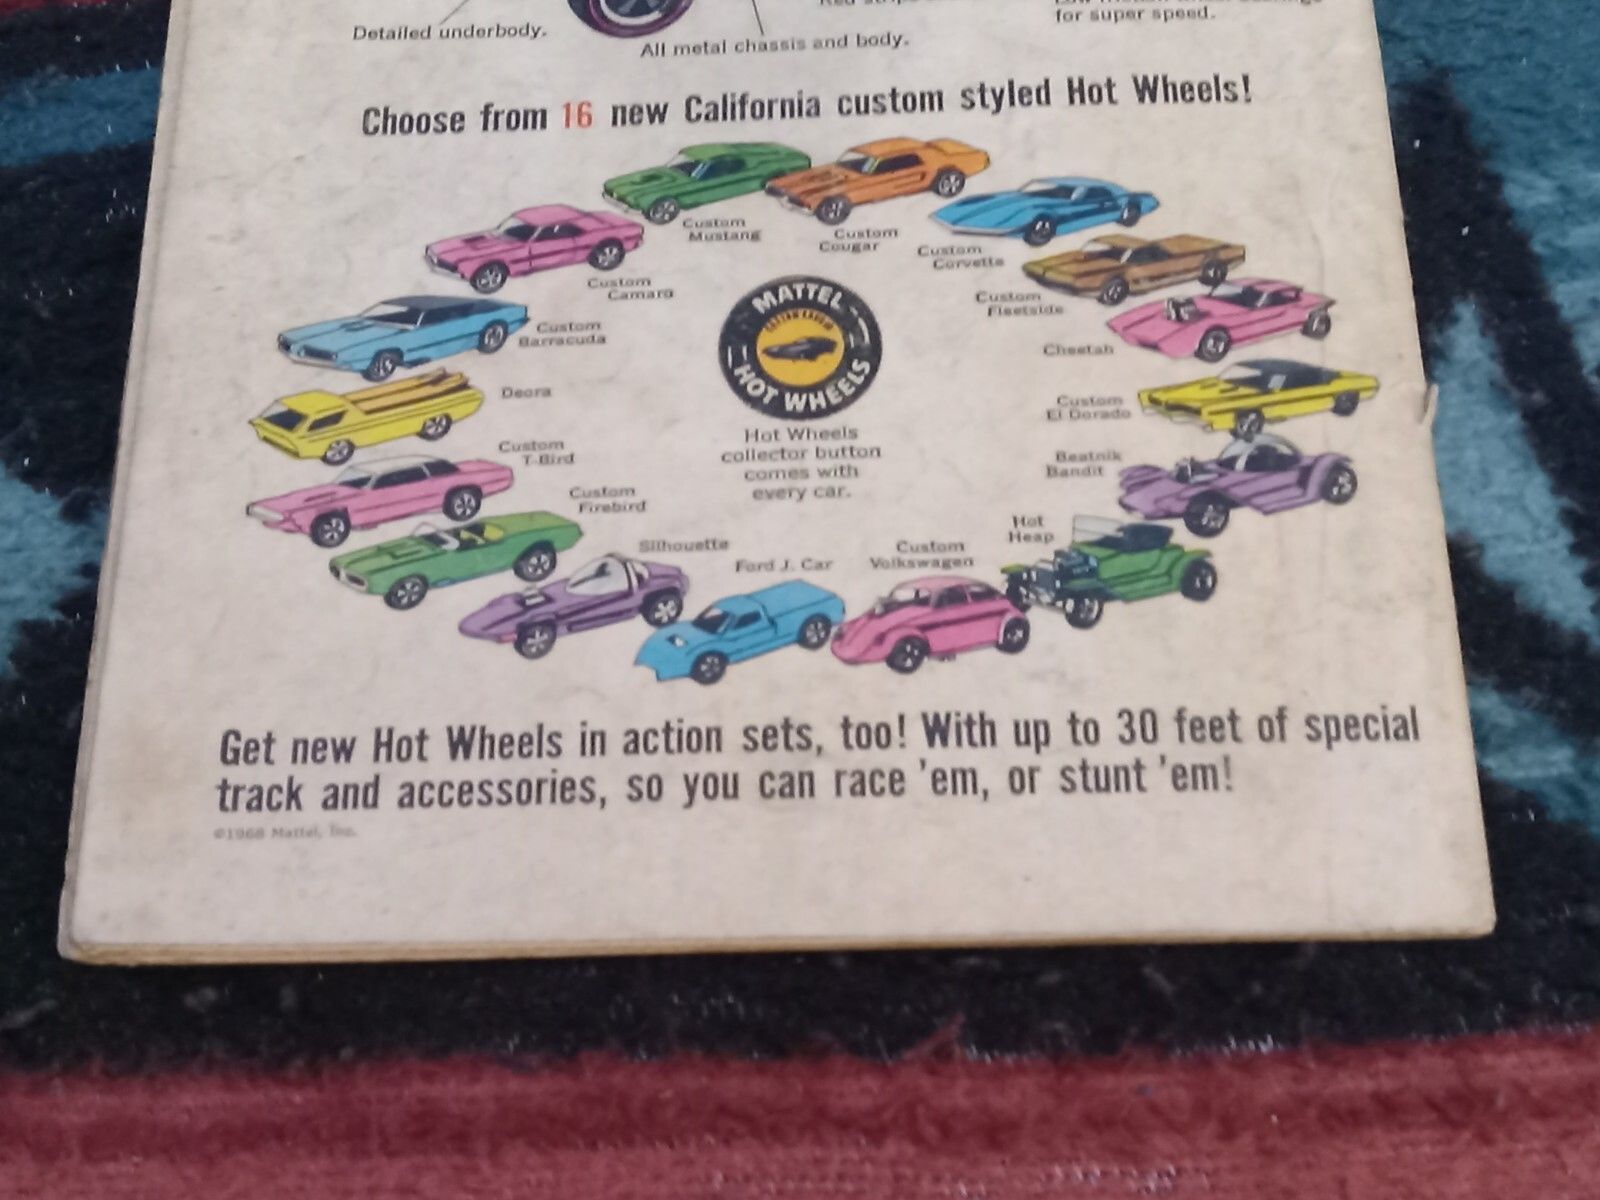 Detailed underbody.
All metal chassis and body.
for super speed.
Choose from 16 new California custom styled Hot Wheels!
Custom
Mustang
Custom
Cougar
Custom
Corvette
Custom
Camaro
Custom
Fleetside
Custom
Barracuda
Cheetah
Deora
Custom
El Dorado
Custom
T-Bird
Beatnik
Bandit
Custom
Firebird
Hot
Heap
Silhouette
Ford J. Car
Custom
Volkswagen
MATTEL
HOT WHEELS
Hot Wheels
collector button
comes with
every car.
Get new Hot Wheels in action sets, too! With up to 30 feet of special
track and accessories, so you can race 'em, or stunt 'em!
©1968 Mattel, Inc.